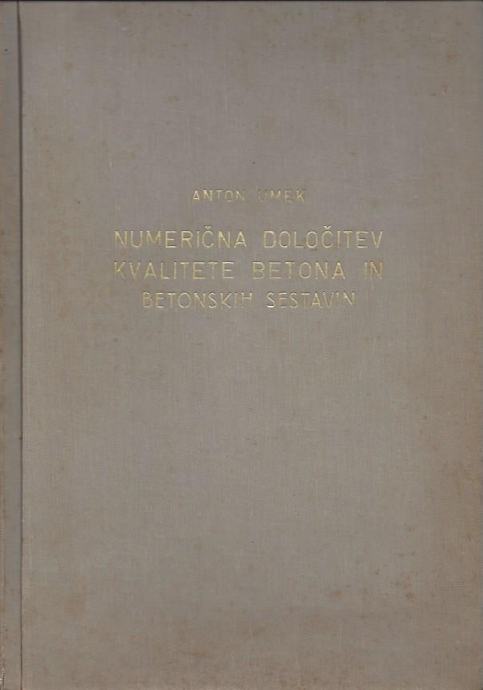 ANTON UMEK
NUMERIČNA DOLOČITEV
KVALITETE BETONA IN
BETONSKIH SESTAVIN